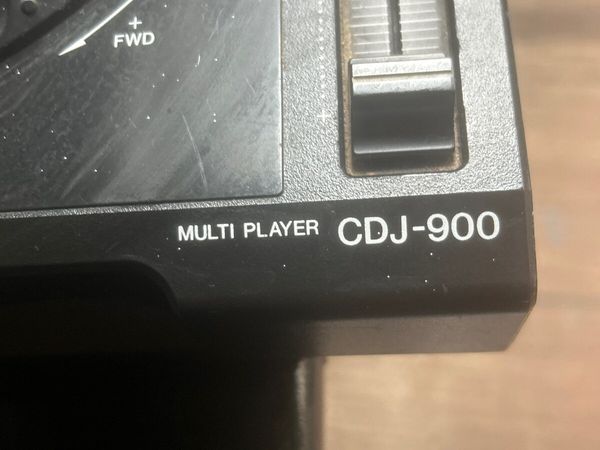 +
FWD
MULTI PLAYER CDJ-900